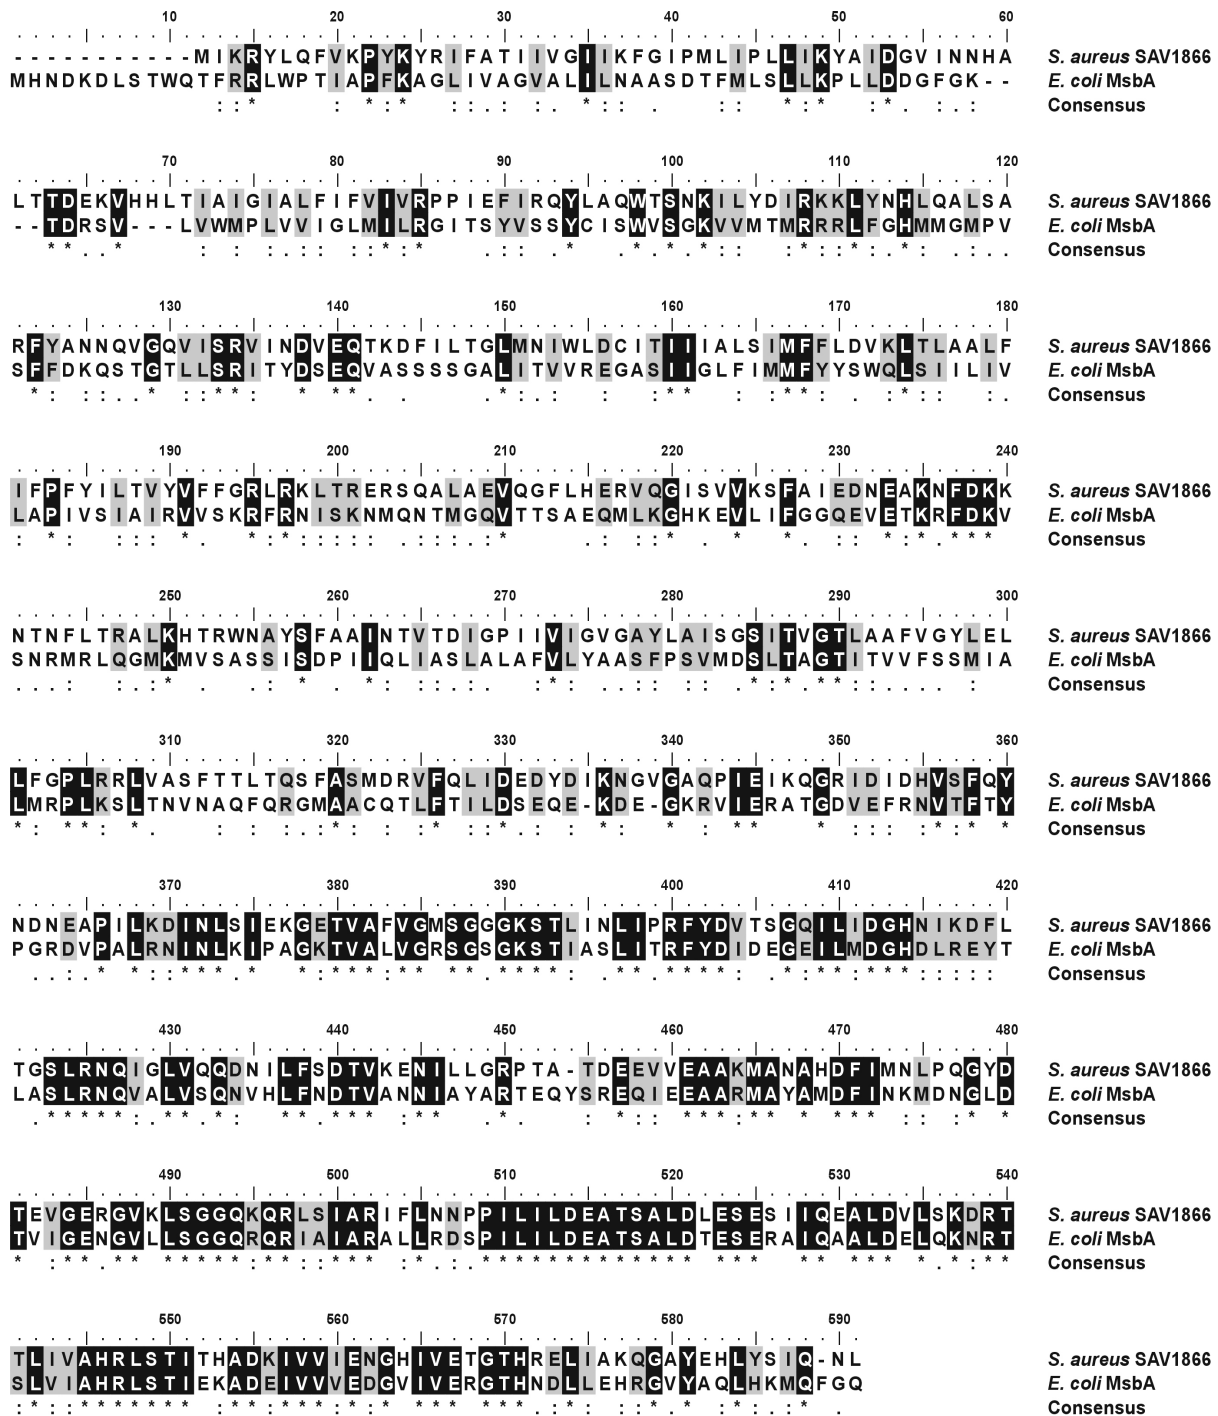 10 20 30 40 50 60
----------- MIKRYLQFVKPYKYRIFATIIVGIIKFGIPMLIPLLIKYAIDGVINNHA S. aureus SAV1866
MHNDKDLSTWQTFRRLWPTIAPFKAGLIVAGVALILNAASDTFMLSLLKPLLDDGFGK-- E. coli MsbA
Consensus
70 80 90 100 110 120
LTTDEKVHHLTIAIGIALFIFVIVRPPIEFIRQYLAQWTSNKILYDIRKKLYNHLQALSA S. aureus SAV1866
--TDRSV---LVWMPLVVIGLMILRGITSYVSSYCISWVSGKVVMTMRRRLFGHMMGMPV E. coli MsbA
Consensus
130 140 150 160 170 180
RFYANNQVGQVISRVINDVEQTKDFILTGLMNIWLDCITIIIALSIMFFLDVKLTLAALF S. aureus SAV1866
SFFDKQSTGTLLSRITYDSEQVASSSSGALITVVREGASIIGLFIMMFYYSWQLSIILIV E. coli MsbA
Consensus
190 200 210 220 230 240
IFPFYILTVYVFFGRLRKLTRERSQALAEVQGFLHERVQGISVVKSFAIEDNEAKNFDKK S. aureus SAV1866
LAPIVSIAIRVVSKRFRNISKNMQNTMGQVTTSAEQMLKGHKEVLIFGGQEVETKRFDKV E. coli MsbA
Consensus
250 260 270 280 290 300
NTNFLTRALKHTRWNAYSFAAINTVTDIGPIIVIGVGAYLAISGSITVGTLAAFVGYLEL S. aureus SAV1866
SNRMRLQGMKMVSASSISDPIIQLIASLALAFVLYAASFPSVMDSLTAGTITVVFSSMIA E. coli MsbA
Consensus
310 320 330 340 350 360
LFGPLRRLVASFTTLTQSFASMDRVFQLIDEDYDIKNGVGAQPIEIKQGRIDIDHVSFQY S. aureus SAV1866
LMRPLKSLTNVNAQFQRGMAACQTLFTILDSEQE-KDE-GKRVIERATGDVEFRNVTFTY E. coli MsbA
Consensus
370 380 390 400 410 420
NDNEAPILKDINLSIEKGETVAFVGMSGGGKSTLINLIPRFYDVTSGQILIDGHNIKDFL S. aureus SAV1866
PGRDVPALRNINLKIPAGKTVALVGRSGSGKSTIASLITRFYDIDEGEILMDGHDLREYT E. coli MsbA
Consensus
430 440 450 460 470 480
TGSLRNQIGLVQQDNILFSDTVKENILLGRPTA-TDEEVVEAAKMANAHDFIMNLPQGYD S. aureus SAV1866
LASLRNQVALVSQNVHLFNDTVANNIAYARTEQYSREQIEEAARMAYAMDFINKMDNGLD E. coli MsbA
Consensus
490 500 510 520 530 540
TEVGERGVKLSGGQKQRLSIARIFLNNPPILILDEATSALDLESESIIQEALDVLSKDRT S. aureus SAV1866
TVIGENGVLLSGGQRQRIAIARALLRDSPILILDEATSALDTESERAIQAALDELQKNRT E. coli MsbA
Consensus
550 560 570 580 590
TLIVAHRLSTITHADKIVVIENGHIVETGTHRELIAKQGAYEHLYSIQ-NL S. aureus SAV1866
SLVIAHRLSTIEKADEIVVVEDGVIVERGTHNDLLEHRGVYAQLHKMQFGQ E. coli MsbA
Consensus